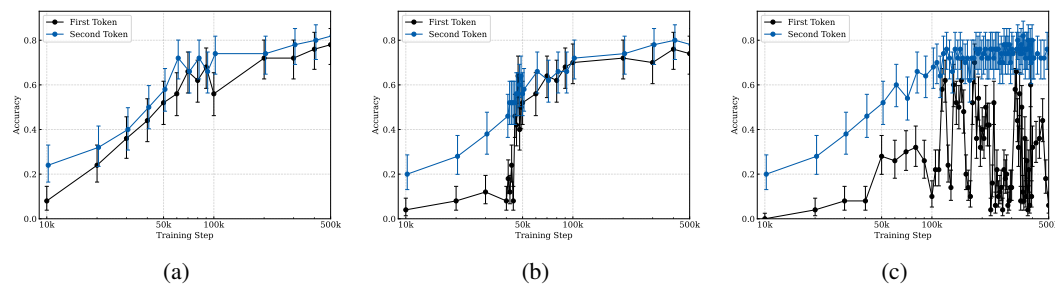 First Token
Second Token
Accuracy
0.8
0.6
0.4
0.2
0.0
10k
50k
100k
500k
Training Step
(a)
First Token
Second Token
Accuracy
0.8
0.6
0.4
0.2
0.0
10k
50k
100k
500k
Training Step
(b)
First Token
Second Token
Accuracy
0.8
0.6
0.4
0.2
0.0
10k
50k
100k
500
Training Step
(c)